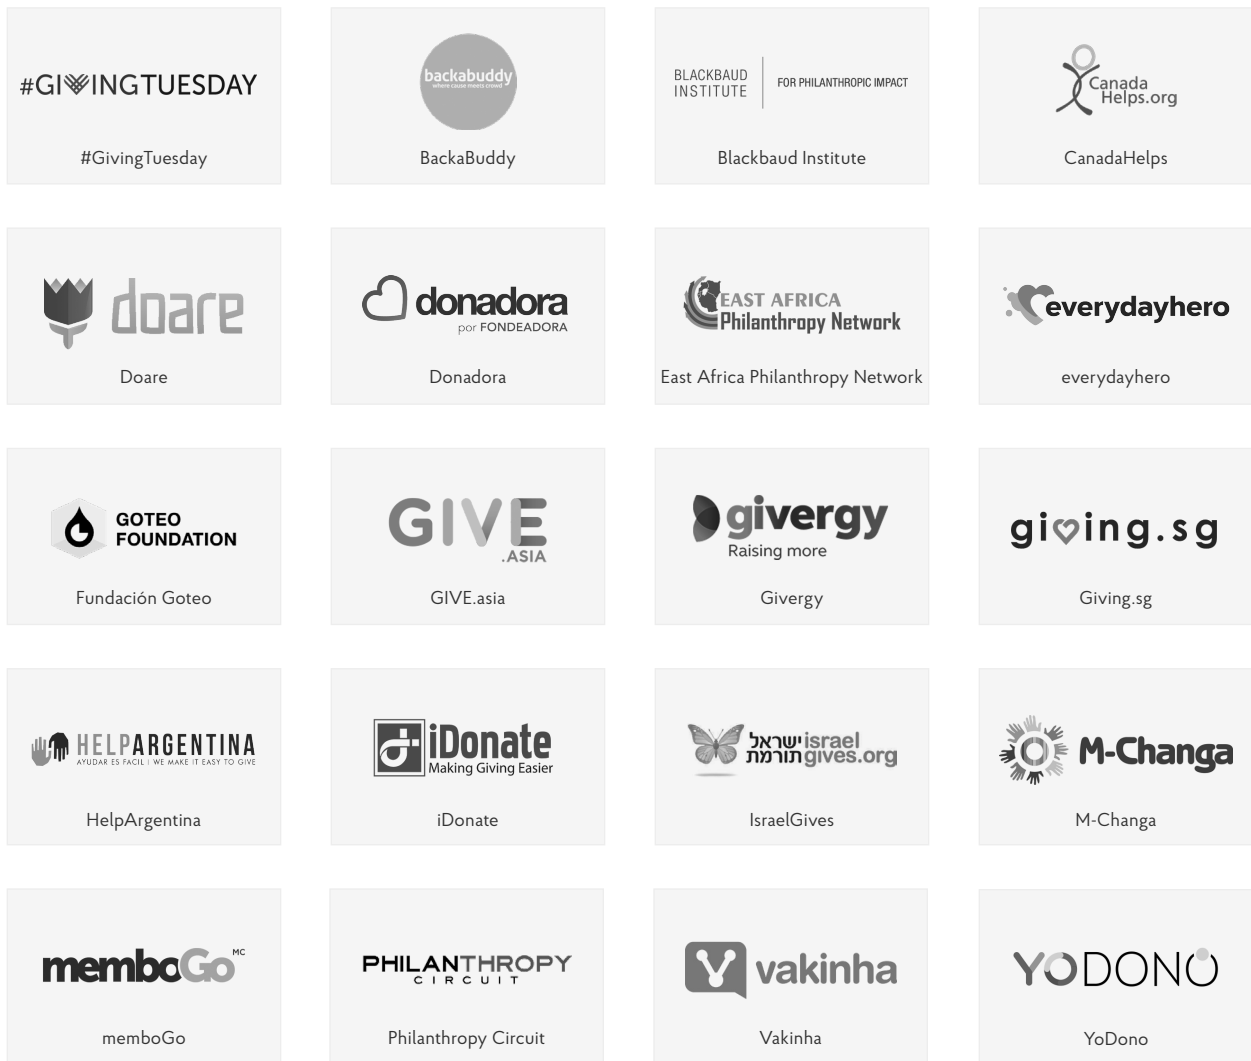 #GIVINGTUESDAY
#GivingTuesday
backabuddy
where cause meets crowd
BackaBuddy
BLACKBAUD
INSTITUTE
FOR PHILANTHROPIC IMPACT
Blackbaud Institute
Canada
Helps.org
CanadaHelps
doare
Doare
donadora
por FONDEADORA
Donadora
EAST AFRICA
Philanthropy Network
East Africa Philanthropy Network
everydayhero
everydayhero
GOTEO
FOUNDATION
Fundación Goteo
GIVE
.ASIA
GIVE.asia
givergy
Raising more
Givergy
giving.sg
Giving.sg
HELPARGENTINA
AYUDAR ES FACIL | WE MAKE IT EASY TO GIVE
HelpArgentina
iDonate
Making Giving Easier
iDonate
ישראל israel
תורמת gives.org
IsraelGives
M-Changa
M-Changa
memboGo MC
memboGo
PHILANTHROPY
CIRCUIT
Philanthropy Circuit
vakinha
Vakinha
YODONO
YoDono